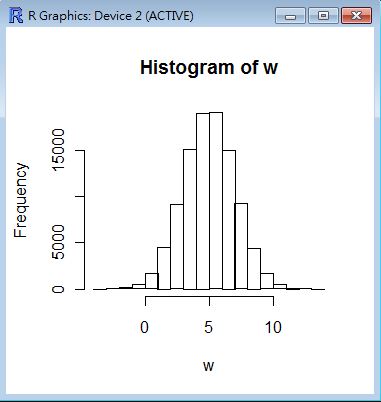 R Graphics: Device 2 (ACTIVE)
Histogram of w
Frequency
15000
5000
0
0 5 10
w